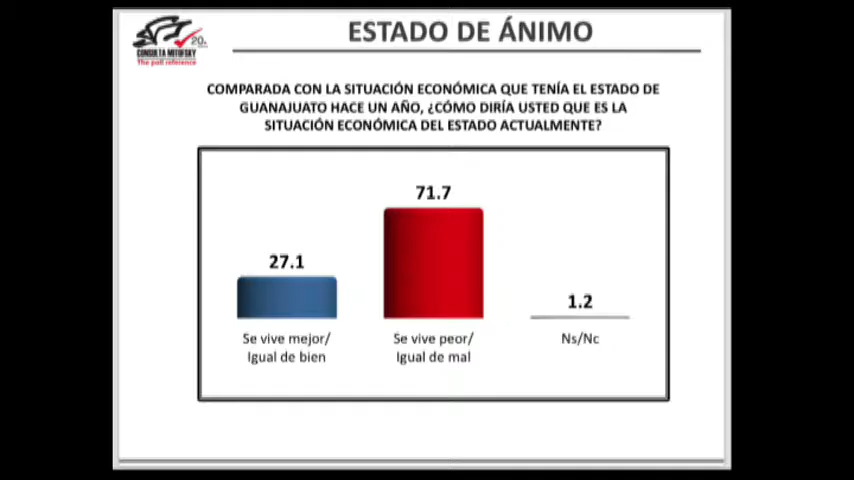 ESTADO DE ÁNIMO
20
CONSULTA MITOFSKY
The poll reference
COMPARADA CON LA SITUACIÓN ECONÓMICA QUE TENÍA EL ESTADO DE
GUANAJUATO HACE UN AÑO, ¿CÓMO DIRÍA USTED QUE ES LA
SITUACIÓN ECONÓMICA DEL ESTADO ACTUALMENTE?
71.7
27.1
1.2
Se vive mejor/
Igual de bien
Se vive peor/
Igual de mal
Ns/Nc